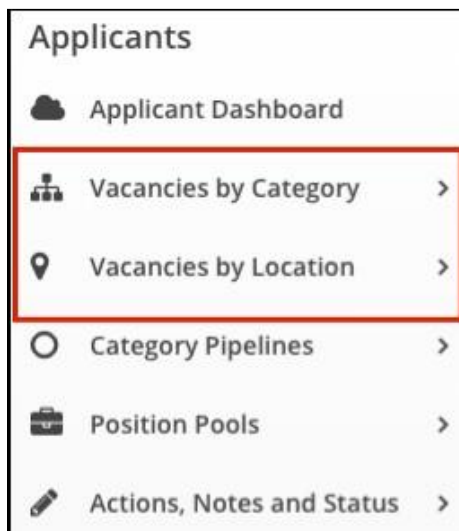 Applicants
Applicant Dashboard
Vacancies by Category
Vacancies by Location
Category Pipelines
Position Pools
Actions, Notes and Status